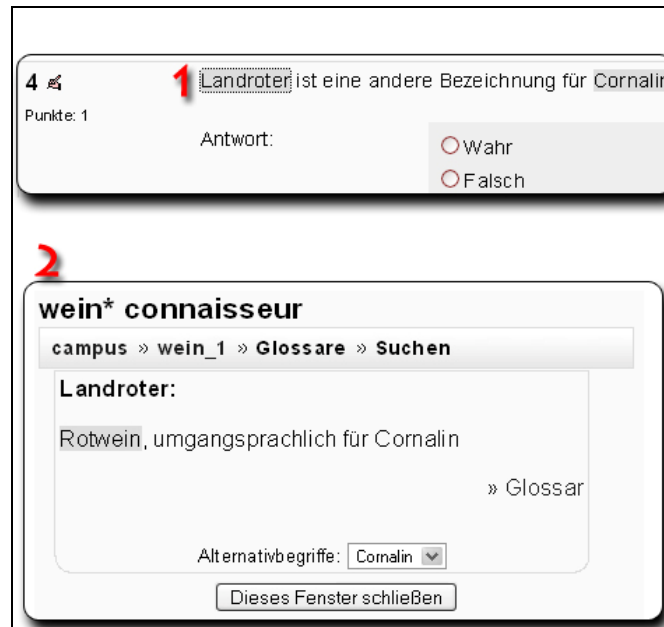 4
Punkte: 1
1 Landroter ist eine andere Bezeichnung für Cornalin
Antwort:
Wahr
Falsch
2
wein* connaisseur
campus » wein_1 » Glossare » Suchen
Landroter:
Rotwein, umgangsprachlich für Cornalin
» Glossar
Alternativbegriffe: Cornalin
Dieses Fenster schließen